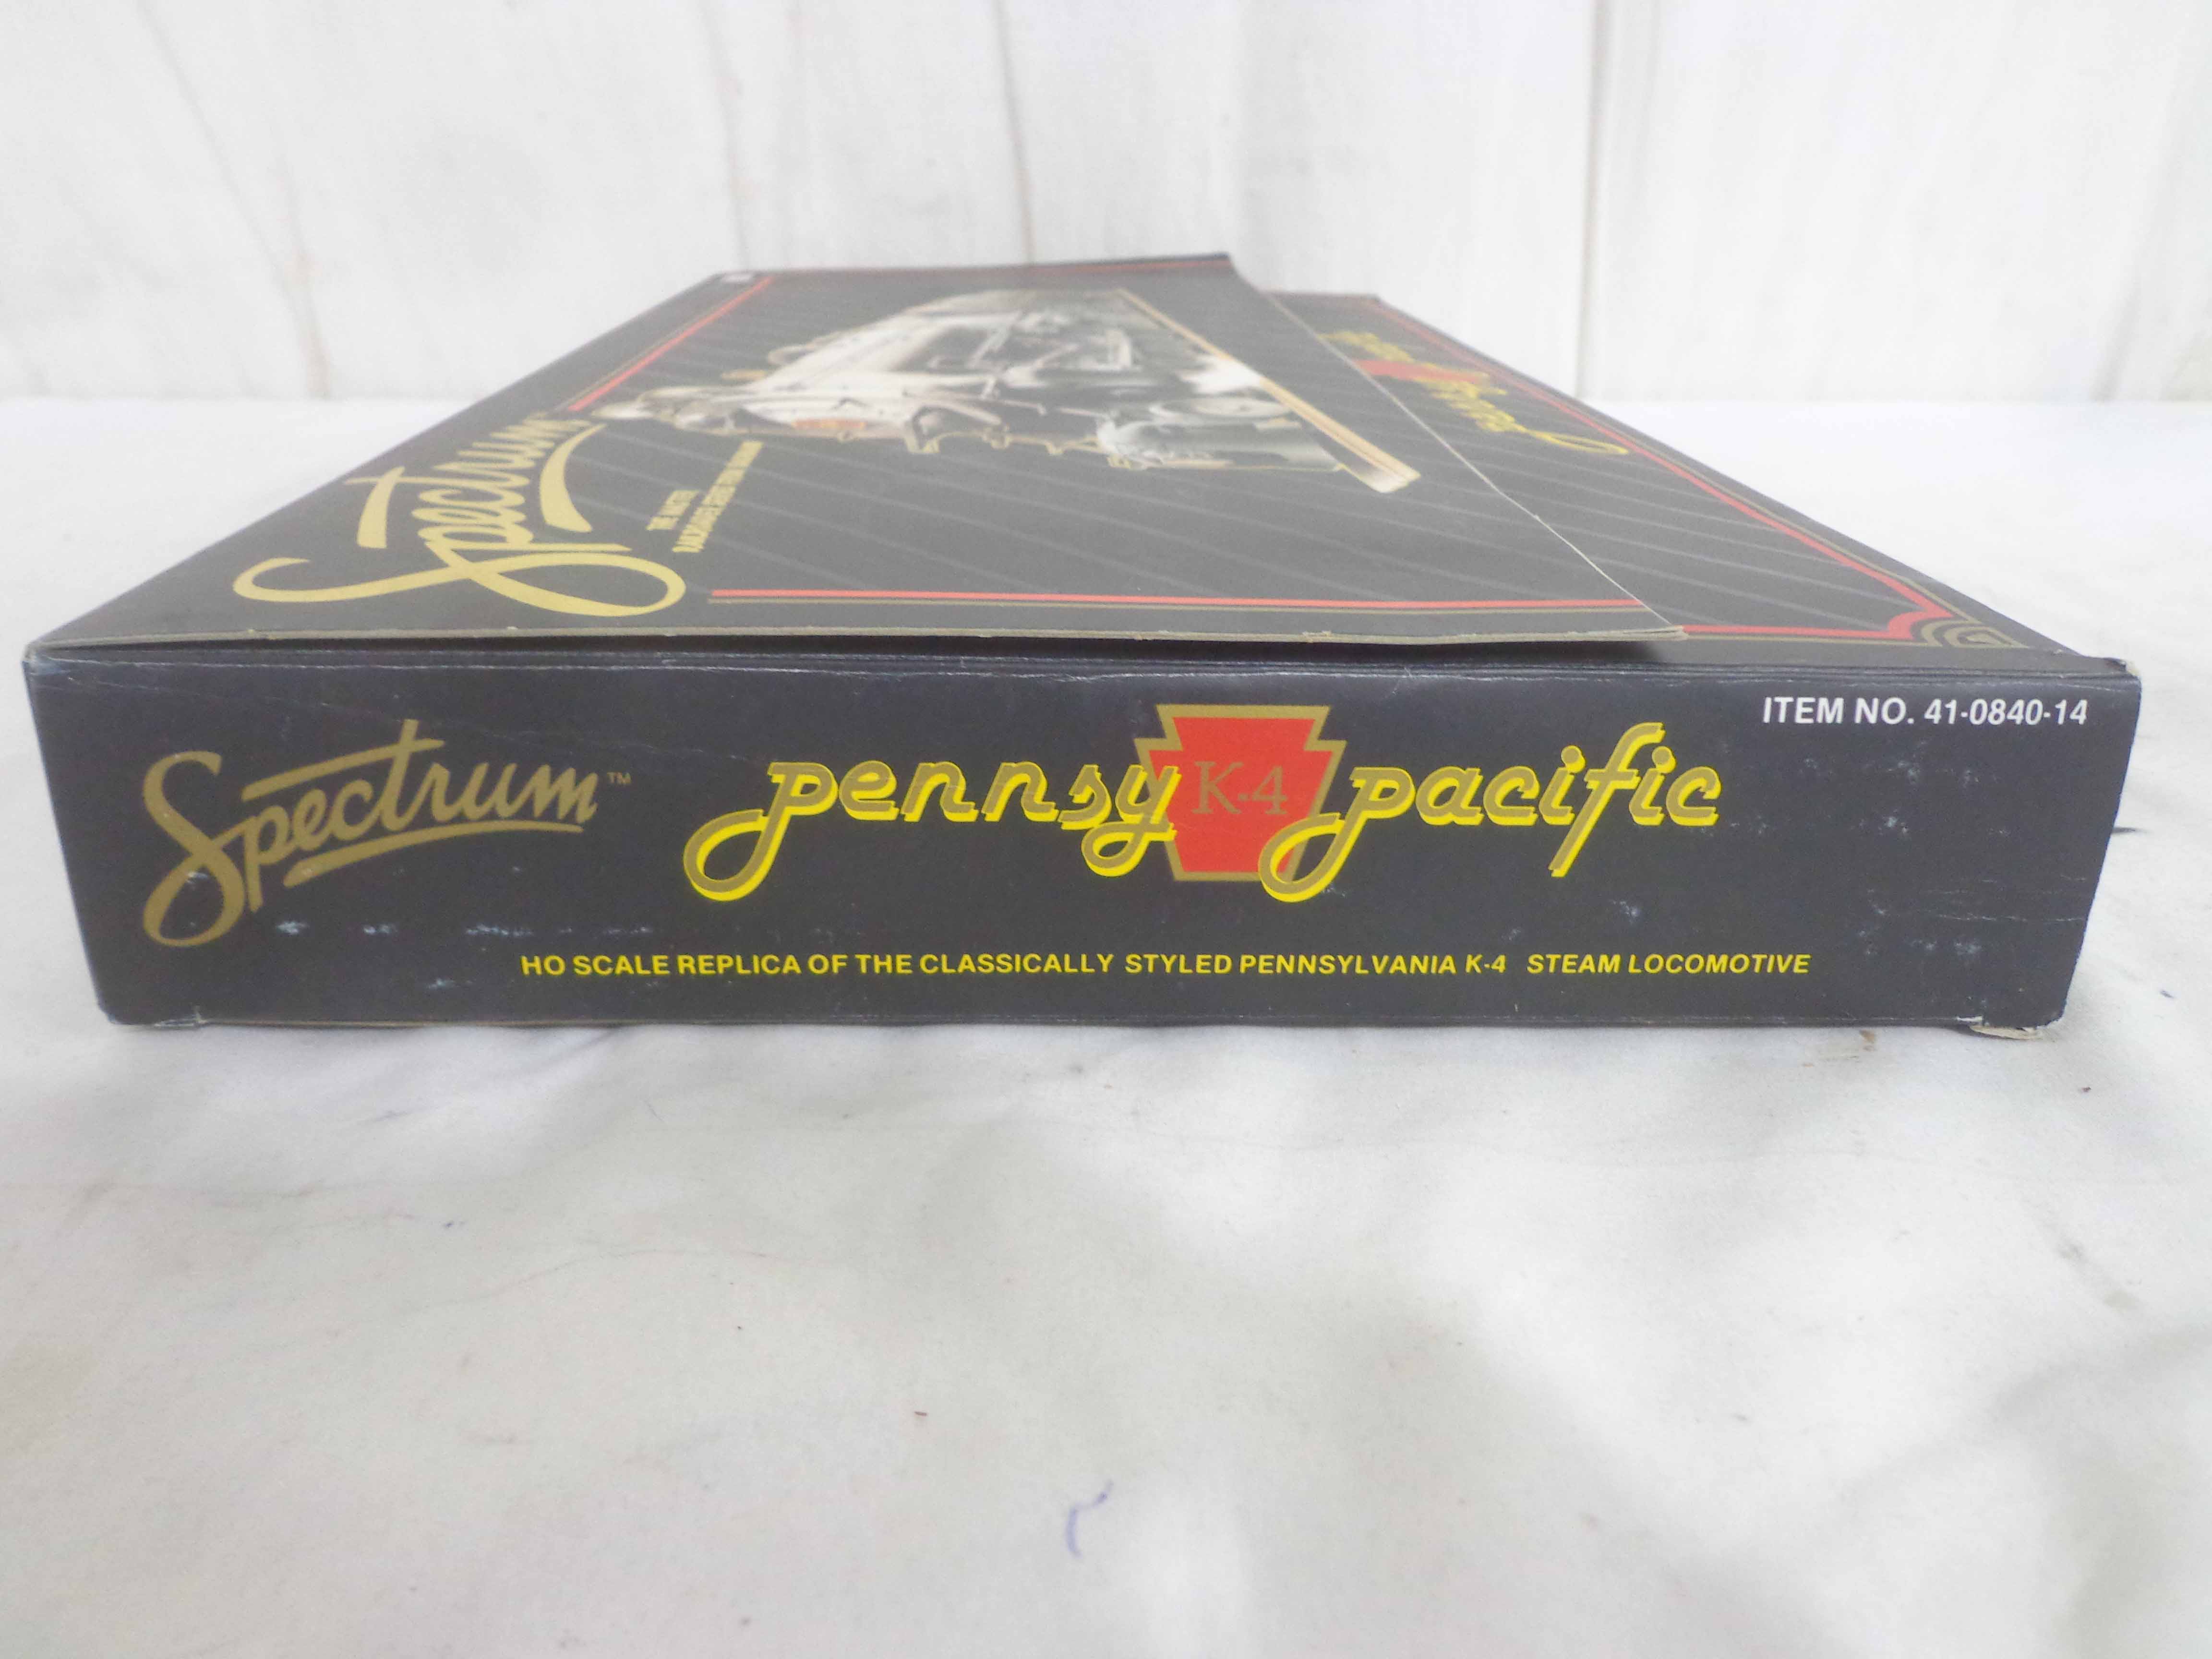 Spectrum
Spectrum™
pennsy K-4 pacific
ITEM NO. 41-0840-14
HO SCALE REPLICA OF THE CLASSICALLY STYLED PENNSYLVANIA K-4 STEAM LOCOMOTIVE